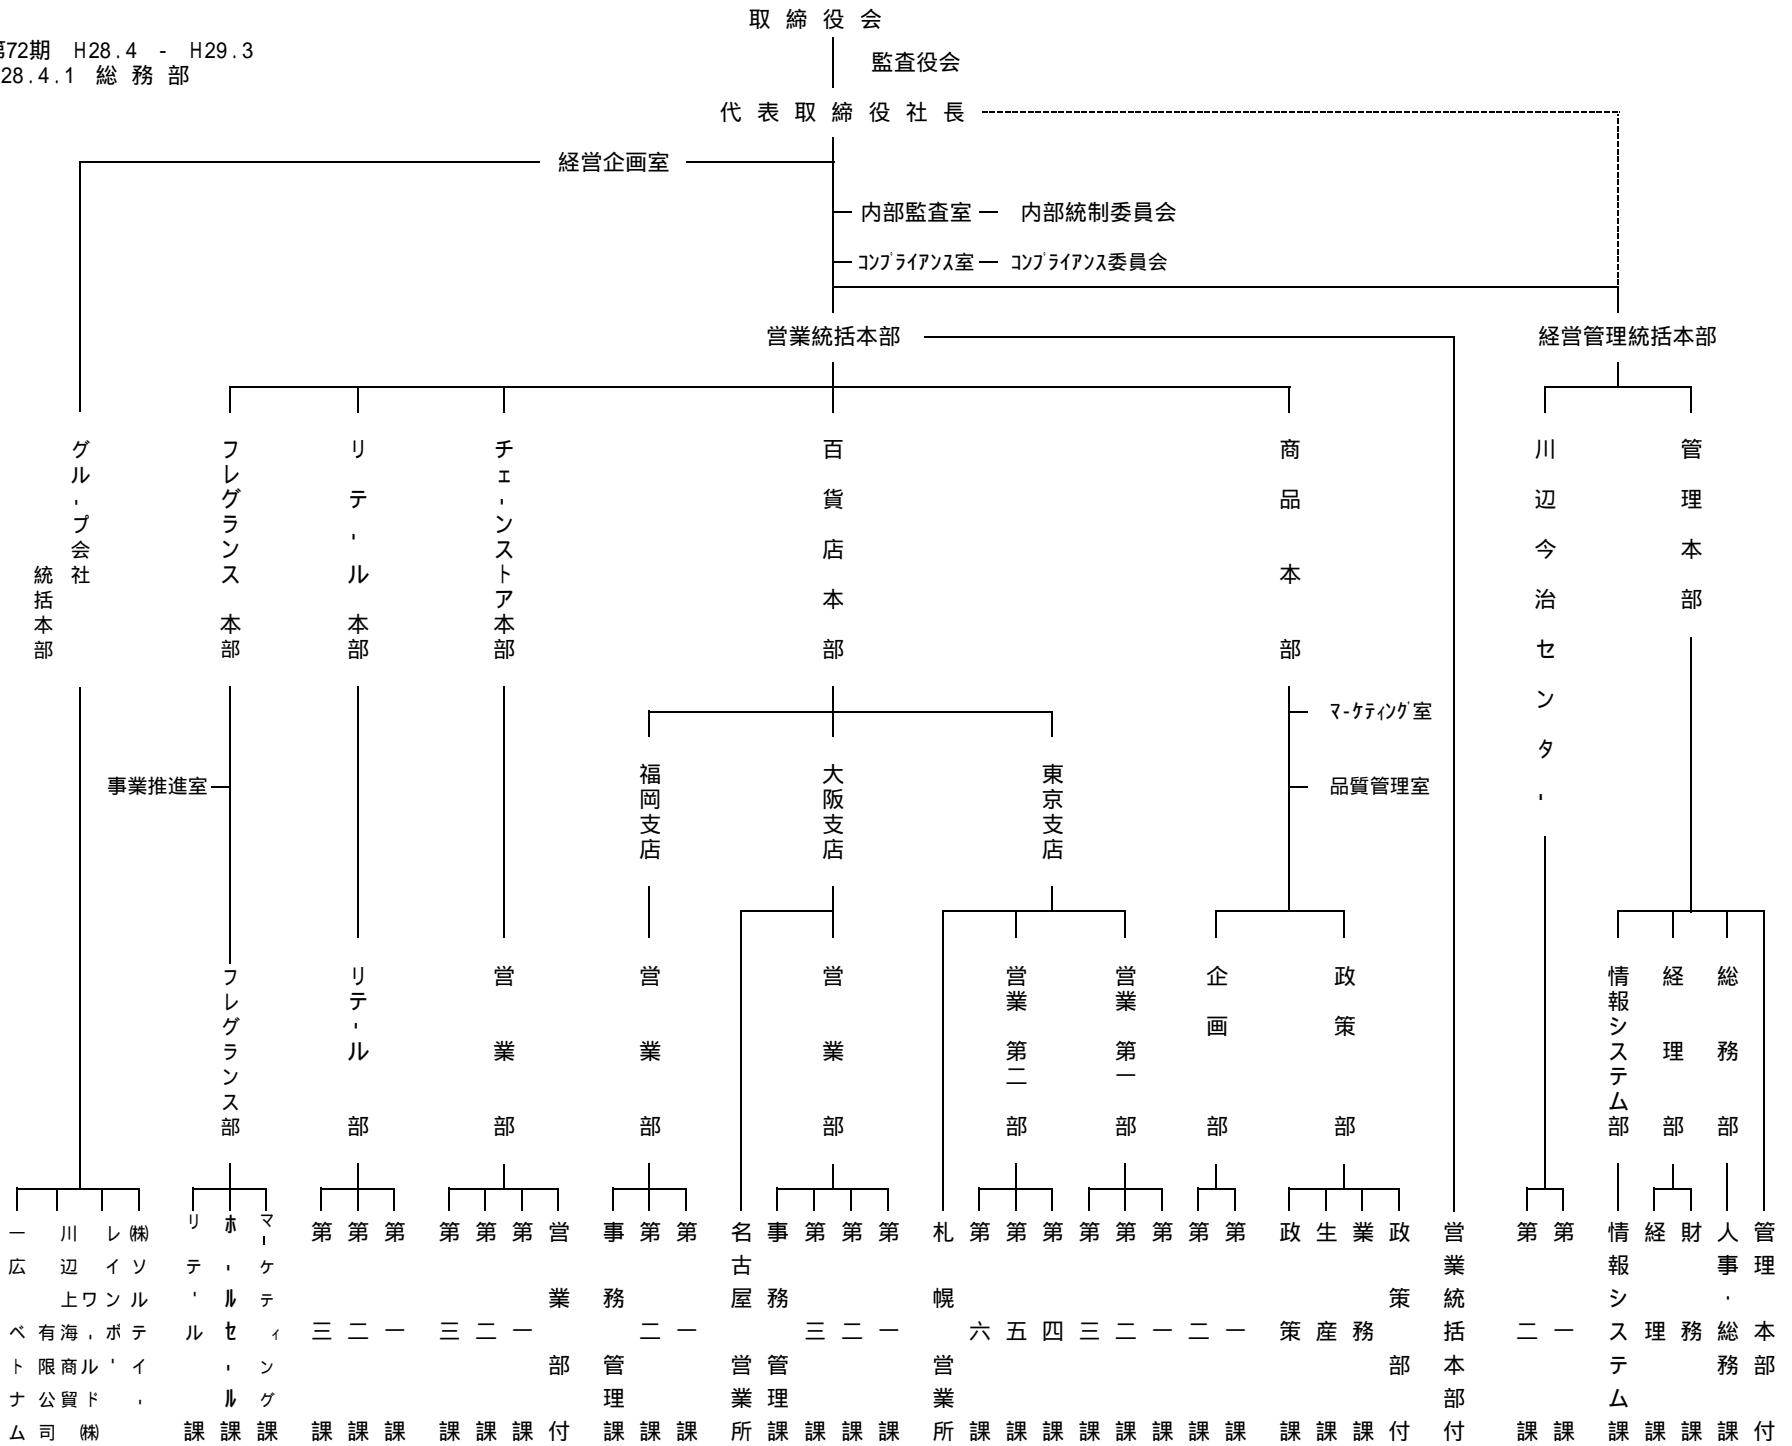 取締役会
第72期 H28.4 - H29.3
28.4.1 総務部
監査役会
代表取締役社長
経営企画室
内部監査室 内部統制委員会
コンプライアンス室 コンプライアンス委員会
営業統括本部
経営管理統括本部
グループ会社
統括本部
フレグランス本部
リテール本部
チェーンストア本部
百貨店本部
商品本部
川辺今治センター
管理本部
マーケティング室
事業推進室
品質管理室
福岡支店
大阪支店
東京支店
フレグランス部
リテール部
営業部
営業部
営業部
営業第二部
営業第一部
企画部
政策部
情報システム部
経理部
総務部
一広ベトナム
川辺上海商貿
有限公司
レインボーワールド㈱
㈱ソルティー
リテール課
ホールセール課
マーケティング課
第三課
第二課
第一課
第三課
第二課
第一課
営業部付
事務管理課
第二課
第一課
名古屋営業所
事務管理課
第三課
第二課
第一課
札幌営業所
第六課
第五課
第四課
第三課
第二課
第一課
第二課
第一課
政策課
生産課
業務課
政策部付
営業統括本部付
第二課
第一課
情報システム課
経理課
財務課
人事・総務課
管理本部付